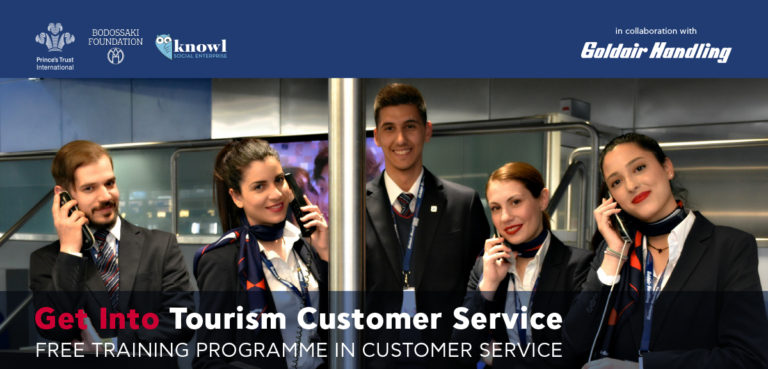 Prince's Trust
International
BODOSSAKI
FOUNDATION
knowl
SOCIAL ENTERPRISE
in collaboration with
Goldair Handling
Get Into Tourism Customer Service
FREE TRAINING PROGRAMME IN CUSTOMER SERVICE